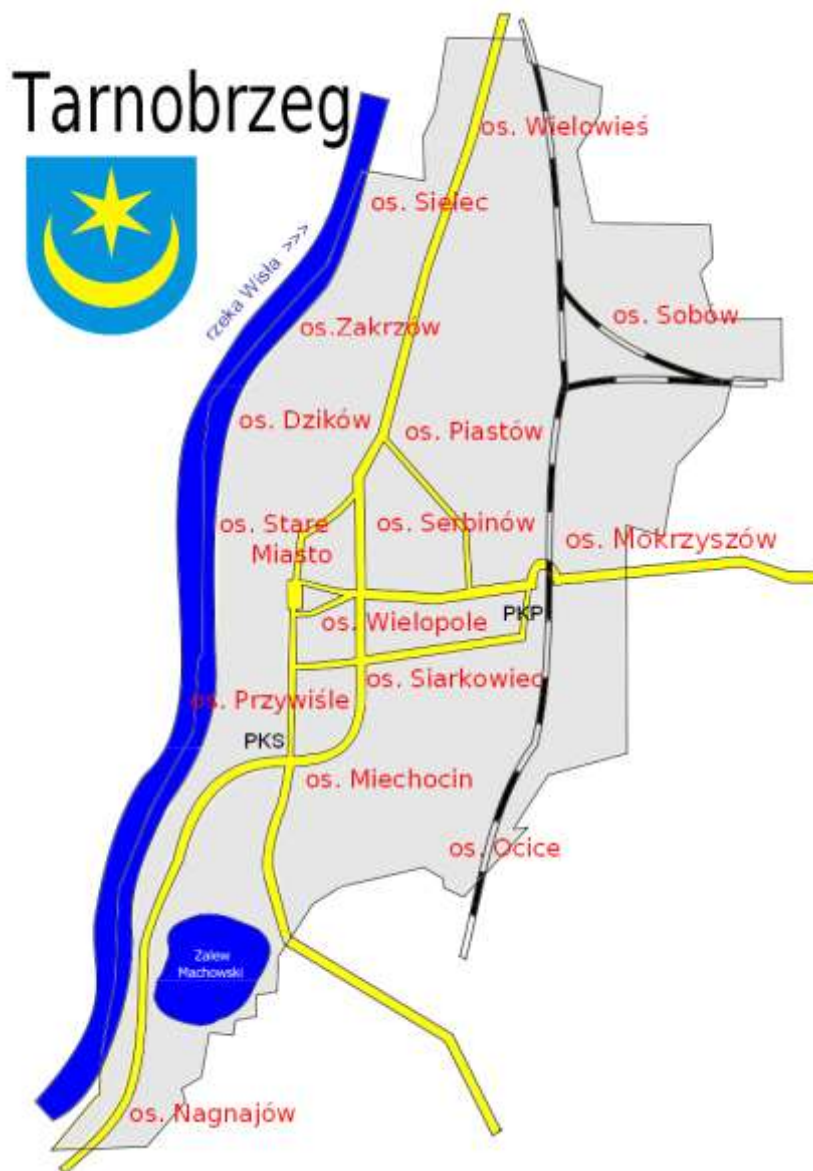 Tarnobrzeg
os. Wielowieś
os. Sielec
rzeka Wisła >>>
os. Sobów
os.Zakrzów
os. Dzików
os. Piastów
os. Stare
Miasto
os. Serbinów
os. Mokrzyszów
os. Wielopole
PKP
os. Siarkowiec
os. Przywiśle
PKS
os. Miechocin
os. Ocice
Zalew
Machowski
os. Nagnajów